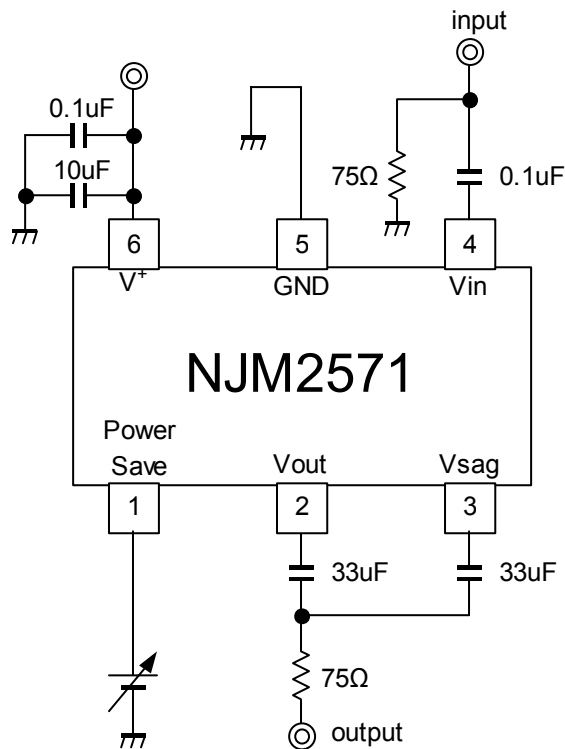 input
0.1uF
10uF
75Ω
0.1uF
6
5
4
V+
GND
Vin
NJM2571
Power
Save
Vout
Vsag
1
2
3
33uF
33uF
75Ω
output